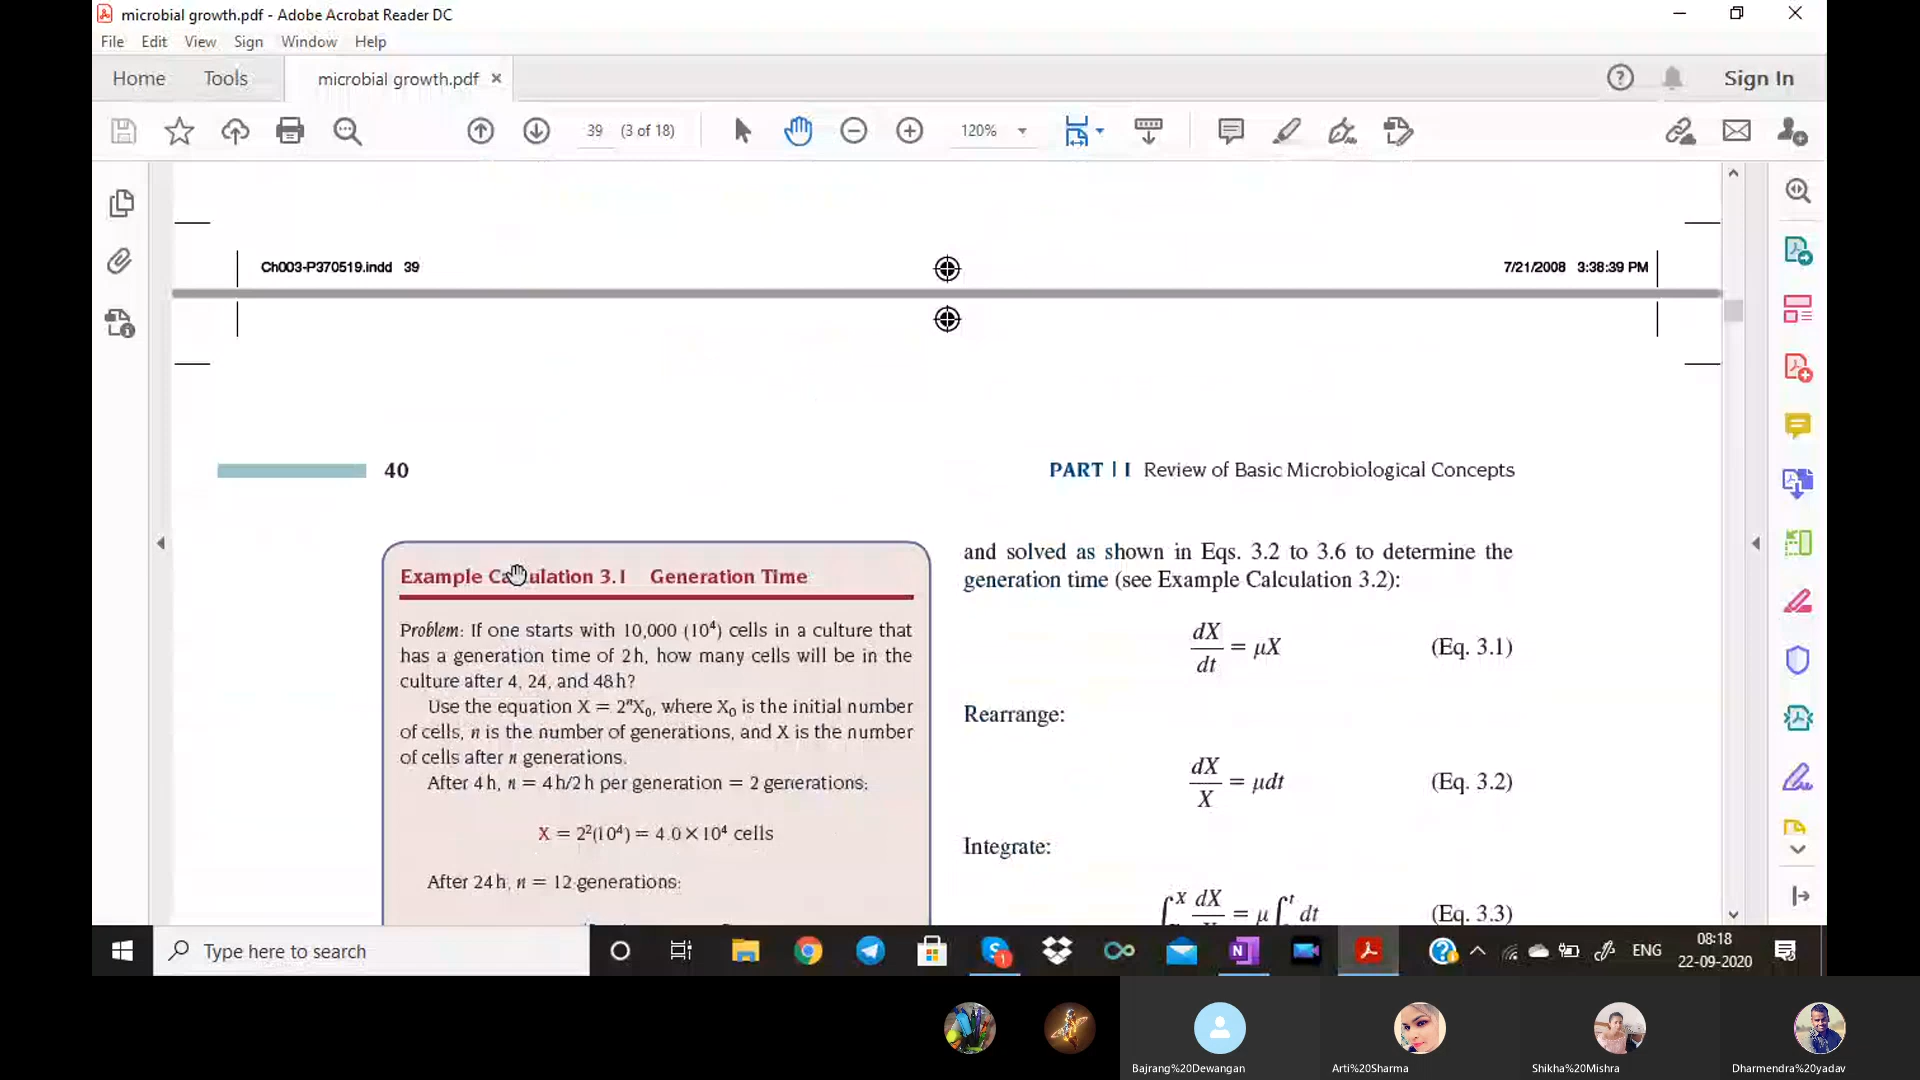 microbial growth.pdf - Adobe Acrobat Reader DC
File Edit View Sign Window Help
Home Tools microbial growth.pdf × Sign In
39 (3 of 18) 120%
Ch003-P370519.indd 39 7/21/2008 3:38:39 PM
40 PART | I Review of Basic Microbiological Concepts
Example Calculation 3.1 Generation Time
Problem: If one starts with 10,000 (10⁴) cells in a culture that
has a generation time of 2 h, how many cells will be in the
culture after 4, 24, and 48 h?
Use the equation X = 2ⁿX₀, where X₀ is the initial number
of cells, n is the number of generations, and X is the number
of cells after n generations.
After 4 h, n = 4 h/2 h per generation = 2 generations:
X = 2²(10⁴) = 4.0 × 10⁴ cells
After 24 h, n = 12 generations:
and solved as shown in Eqs. 3.2 to 3.6 to determine the
generation time (see Example Calculation 3.2):
dX/dt = μX (Eq. 3.1)
Rearrange:
dX/X = μdt (Eq. 3.2)
Integrate:
∫ˣ dX = μ∫ᵗ dt (Eq. 3.3)
Type here to search
ENG 08:18
22-09-2020
Bajrang%20Dewangan Arti%20Sharma Shikha%20Mishra Dharmendra%20yadav